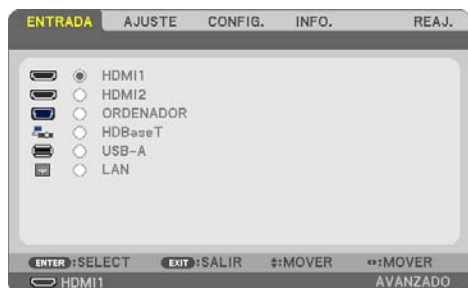 ENTRADA AJUSTE CONFIG. INFO. REAJ.
HDMI1
HDMI2
ORDENADOR
HDBaseT
USB-A
LAN
ENTER :SELECT EXIT :SALIR :MOVER :MOVER
HDMI1 AVANZADO